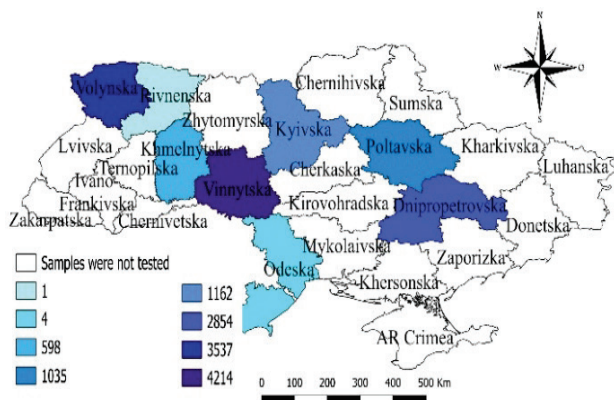 N
W O
S
Chernihivska
Volynska
Rivnenska
Sumska
Zhytomyrska
Kyivska
Lvivska
Khmelnytska
Poltavska
Kharkivska
Ternopilska
Cherkaska
Luhanska
Ivano
Frankivska
Vinnytska
Zakarpatska
Chernivetska
Kirovohradska
Dnipropetrovska
Donetska
Mykolaivska
Odeska
Zaporizka
Khersonska
AR Crimea
Samples were not tested
1
4
598
1035
1162
2854
3537
4214
0 100 200 300 400 500 Km